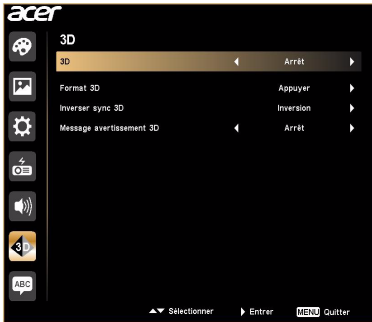 acer
3D
3D Arrêt
Format 3D Appuyer
Inverser sync 3D Inversion
Message avertissement 3D Arrêt
3D
ABC
Sélectionner Entrer MENU Quitter